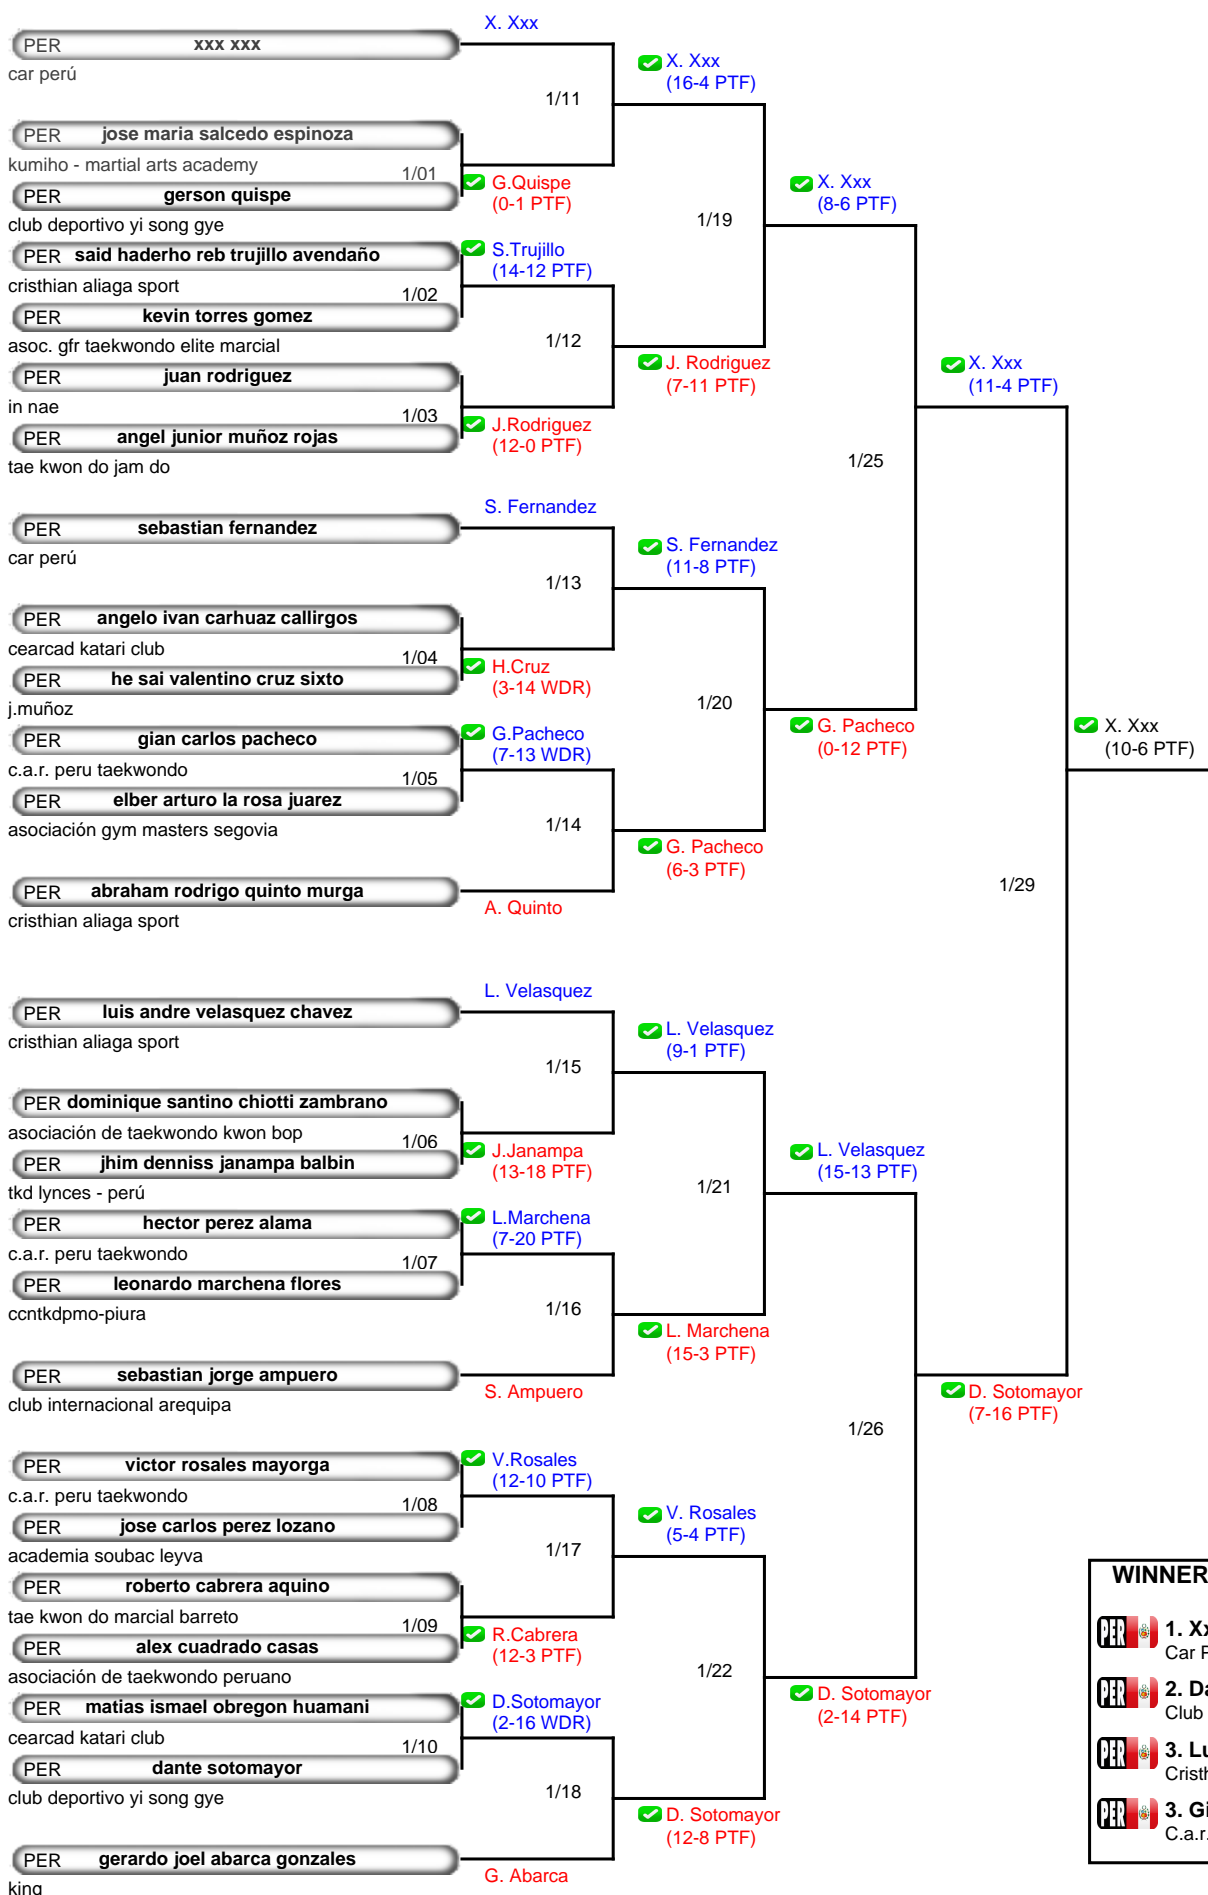 X. Xxx
PER xxx xxx
car perú
X. Xxx
(16-4 PTF)
1/11
PER jose maria salcedo espinoza
kumiho - martial arts academy
1/01
PER gerson quispe
G.Quispe
(0-1 PTF)
club deportivo yi song gye
X. Xxx
(8-6 PTF)
1/19
PER said haderho reb trujillo avendaño
S.Trujillo
(14-12 PTF)
cristhian aliaga sport
1/02
PER kevin torres gomez
asoc. gfr taekwondo elite marcial
1/12
J. Rodriguez
(7-11 PTF)
PER juan rodriguez
in nae
1/03
PER angel junior muñoz rojas
J.Rodriguez
(12-0 PTF)
tae kwon do jam do
X. Xxx
(11-4 PTF)
1/25
S. Fernandez
PER sebastian fernandez
car perú
S. Fernandez
(11-8 PTF)
1/13
PER angelo ivan carhuaz callirgos
cearcad katari club
1/04
PER he sai valentino cruz sixto
H.Cruz
(3-14 WDR)
j.muñoz
1/20
G. Pacheco
(0-12 PTF)
PER gian carlos pacheco
G.Pacheco
(7-13 WDR)
c.a.r. peru taekwondo
1/05
PER elber arturo la rosa juarez
asociación gym masters segovia
1/14
G. Pacheco
(6-3 PTF)
PER abraham rodrigo quinto murga
A. Quinto
cristhian aliaga sport
X. Xxx
(10-6 PTF)
1/29
L. Velasquez
PER luis andre velasquez chavez
cristhian aliaga sport
L. Velasquez
(9-1 PTF)
1/15
PER dominique santino chiotti zambrano
asociación de taekwondo kwon bop
1/06
PER jhim denniss janampa balbin
J.Janampa
(13-18 PTF)
tkd lynces - perú
L. Velasquez
(15-13 PTF)
1/21
PER hector perez alama
L.Marchena
(7-20 PTF)
c.a.r. peru taekwondo
1/07
PER leonardo marchena flores
ccntkdpmo-piura
1/16
L. Marchena
(15-3 PTF)
PER sebastian jorge ampuero
S. Ampuero
club internacional arequipa
D. Sotomayor
(7-16 PTF)
1/26
PER victor rosales mayorga
V.Rosales
(12-10 PTF)
c.a.r. peru taekwondo
1/08
PER jose carlos perez lozano
academia soubac leyva
V. Rosales
(5-4 PTF)
1/17
PER roberto cabrera aquino
tae kwon do marcial barreto
1/09
PER alex cuadrado casas
R.Cabrera
(12-3 PTF)
asociación de taekwondo peruano
1/22
D. Sotomayor
(2-14 PTF)
PER matias ismael obregon huamani
D.Sotomayor
(2-16 WDR)
cearcad katari club
1/10
PER dante sotomayor
club deportivo yi song gye
1/18
D. Sotomayor
(12-8 PTF)
PER gerardo joel abarca gonzales
G. Abarca
king
WINNER
PER 1.
Car
PER 2.
Club
PER 3.
PER 3.
C.a.r.